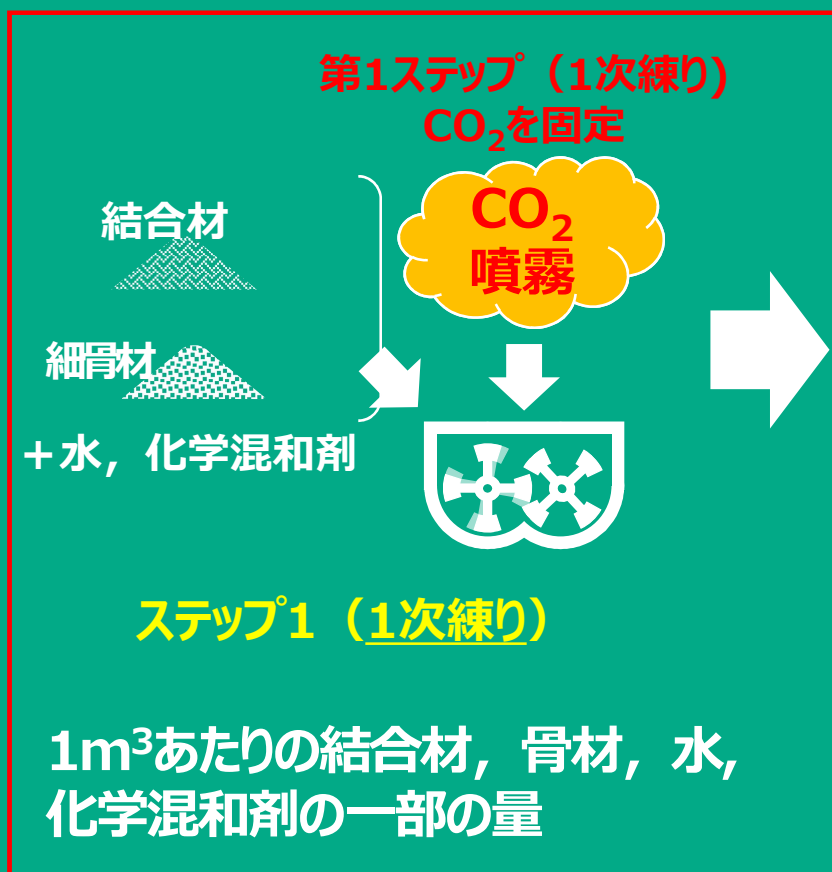 第1ステップ（1次練り)
CO₂を固定
CO₂
噴霧
結合材
細骨材
＋水，化学混和剤
ステップ1（1次練り）
1m³あたりの結合材，骨材，水，
化学混和剤の一部の量